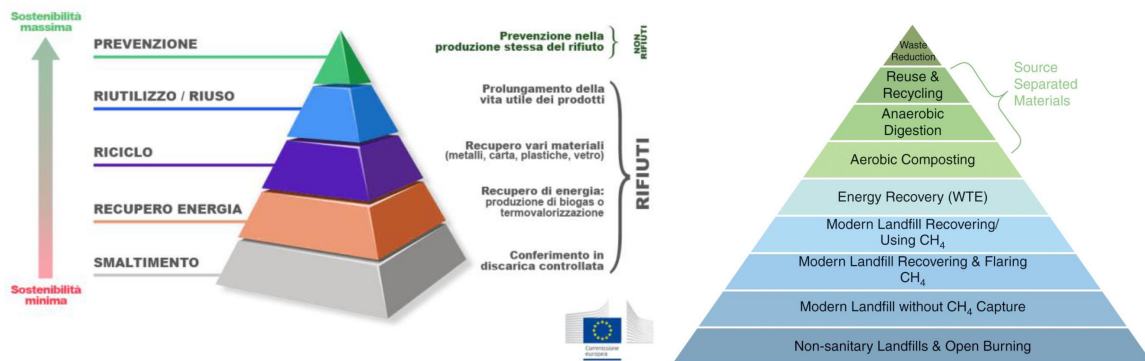 Sostenibilità
massima
PREVENZIONE
RIUTILIZZO / RIUSO
RICICLO
RECUPERO ENERGIA
SMALTIMENTO
Sostenibilità
minima
Prevenzione nella
produzione stessa del rifiuto
NON
RIFIUTI
Prolungamento della
vita utile dei prodotti
Recupero vari materiali
(metalli, carta, plastiche, vetro)
Recupero di energia:
produzione di biogas o
termovalorizzazione
Conferimento in
discarica controllata
RIFIUTI
Commissione
europea
Waste
Reduction
Reuse &
Recycling
Anaerobic
Digestion
Aerobic Composting
Source
Separated
Materials
Energy Recovery (WTE)
Modern Landfill Recovering/
Using CH₄
Modern Landfill Recovering & Flaring
CH₄
Modern Landfill without CH₄ Capture
Non-sanitary Landfills & Open Burning